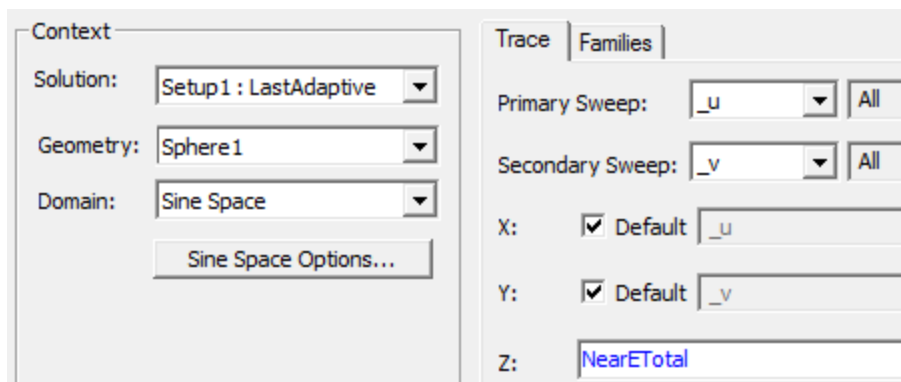 Context
Solution: Setup1 : LastAdaptive
Geometry: Sphere1
Domain: Sine Space
Sine Space Options...
Trace Families
Primary Sweep: _u All
Secondary Sweep: _v All
X: Default _u
Y: Default _v
Z: NearETotal